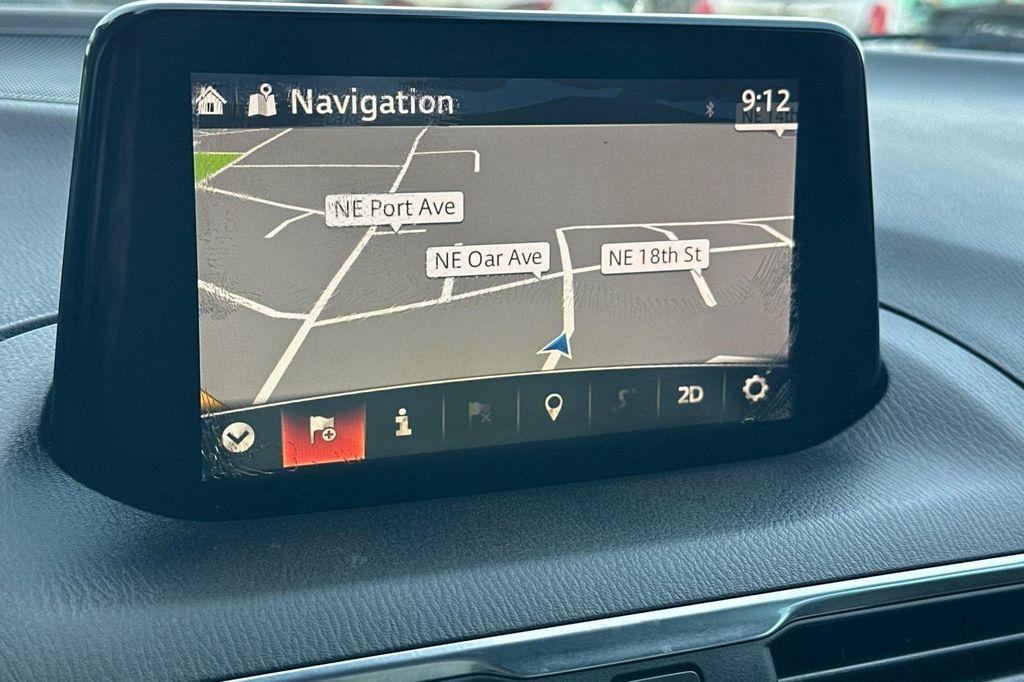 Navigation
9:12
NE 14th
NE Port Ave
NE Oar Ave
NE 18th St
2D